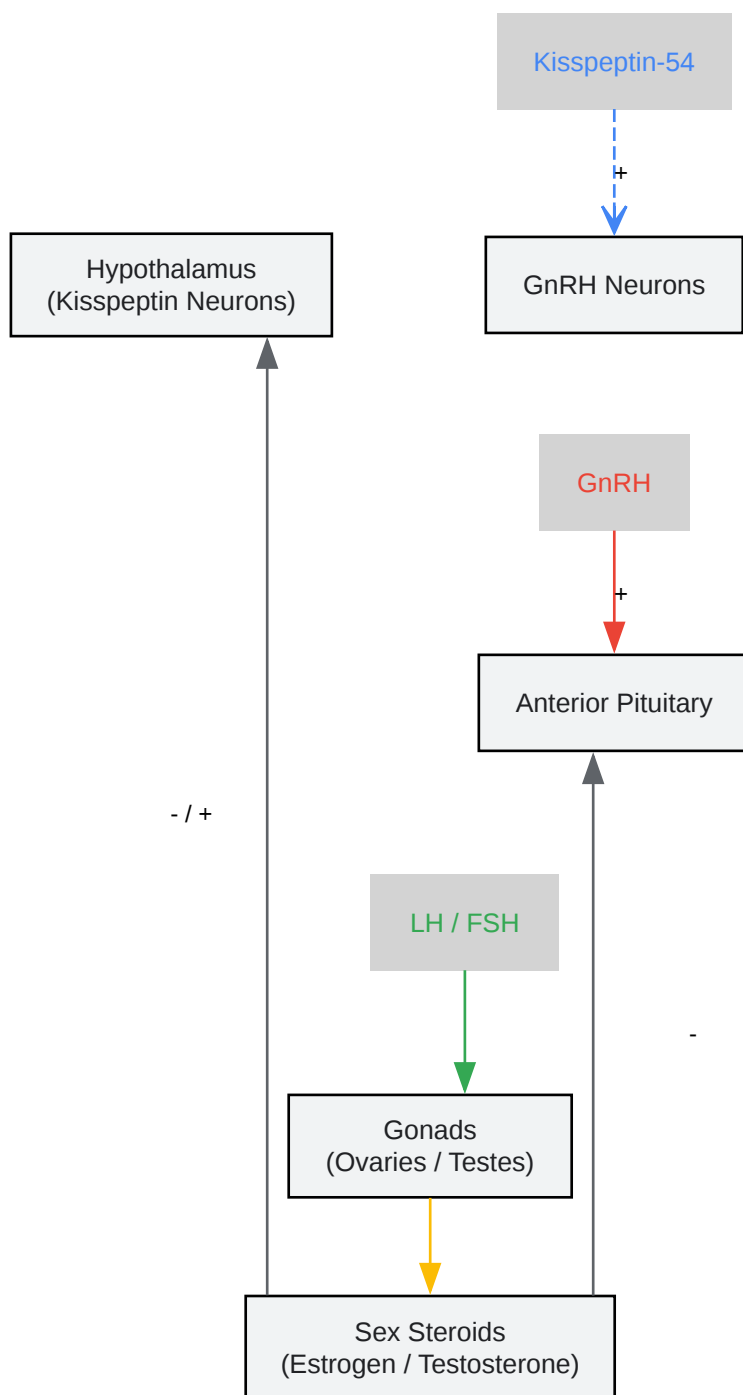 Kisspeptin-54
+
Hypothalamus
(Kisspeptin Neurons)
GnRH Neurons
GnRH
+
Anterior Pituitary
- / +
LH / FSH
-
Gonads
(Ovaries / Testes)
Sex Steroids
(Estrogen / Testosterone)